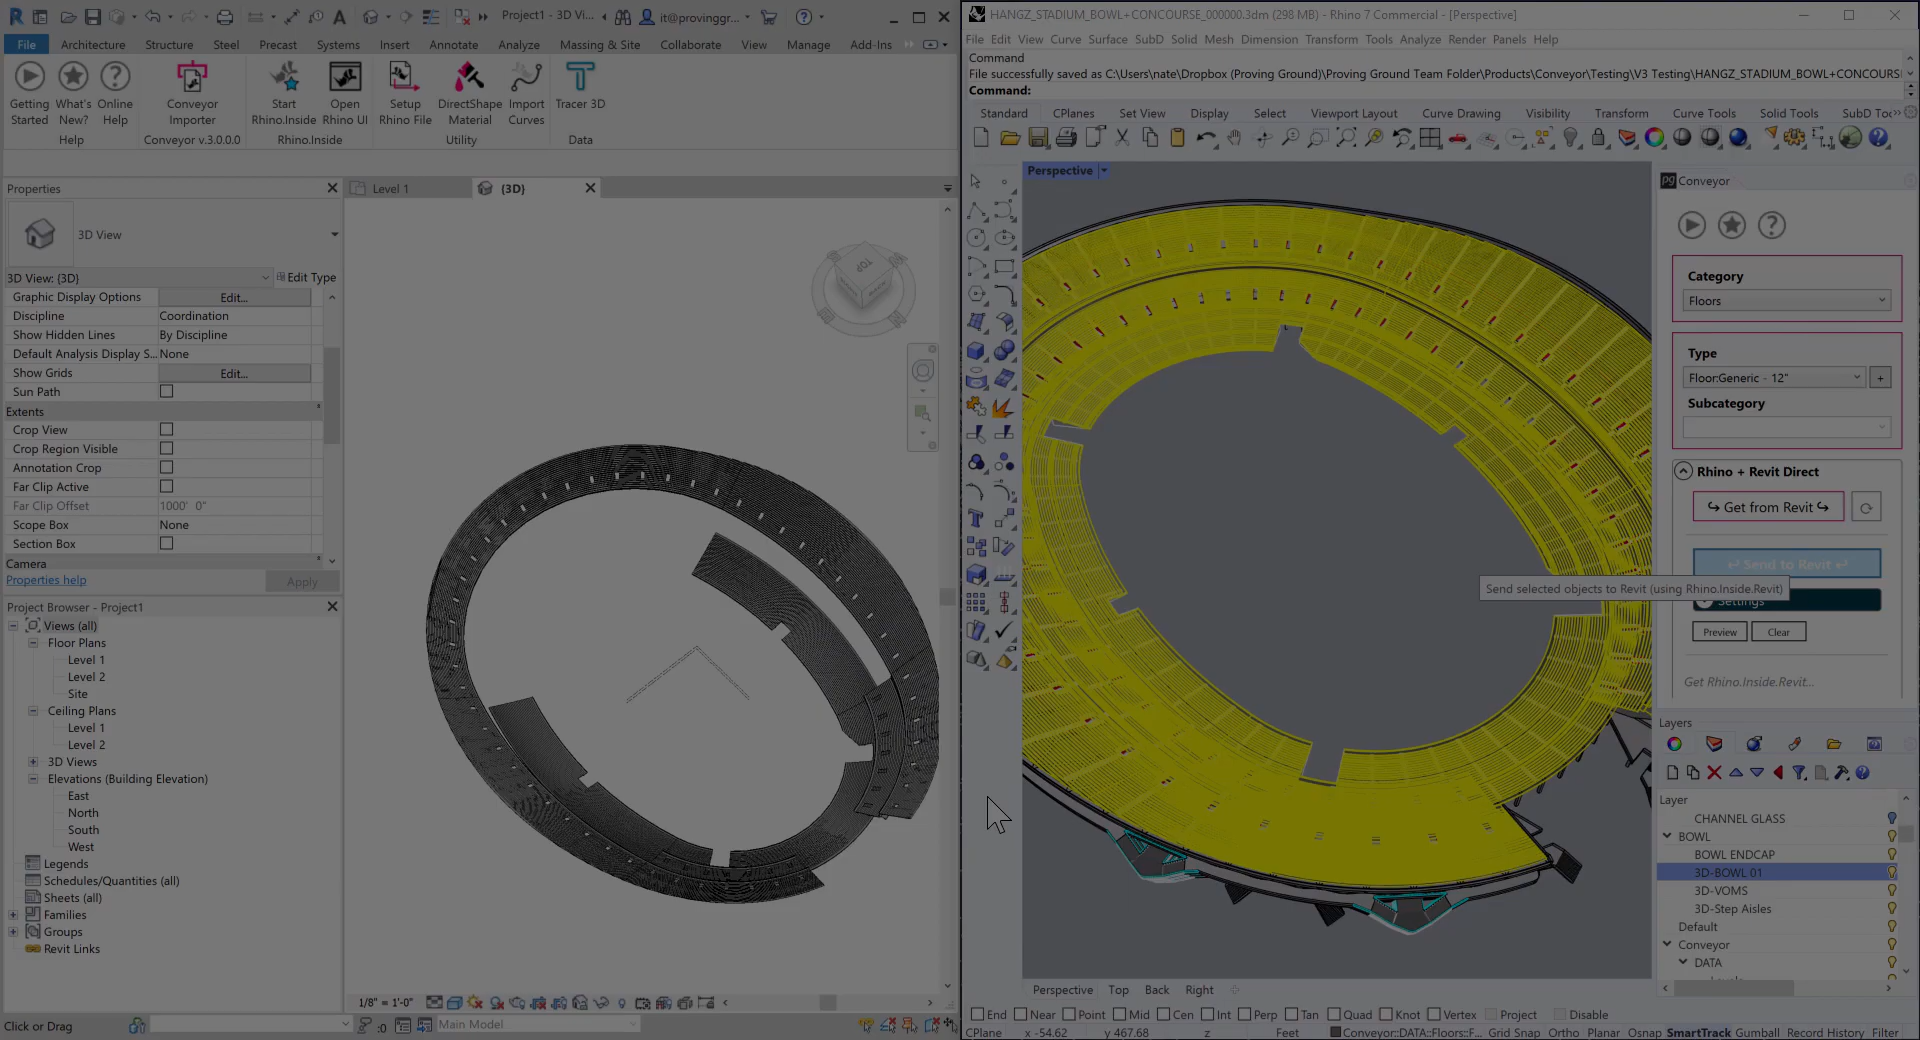 Project1 - 3D Vi...
it@provinggr...
File Architecture Structure Steel Precast Systems Insert Annotate Analyze Massing & Site Collaborate View Manage Add-Ins
Getting Started
What's New?
Online Help
Conveyor Importer
Start Rhino.Inside
Open Rhino UI
Setup Rhino File
DirectShape Material
Import Curves
Tracer 3D
Help Conveyor v.3.0.0.0 Rhino.Inside Utility Data
Properties
3D View
3D View: {3D} Edit Type
Graphic Display Options Edit...
Discipline Coordination
Show Hidden Lines By Discipline
Default Analysis Display S... None
Show Grids Edit...
Sun Path
Extents
Crop View
Crop Region Visible
Annotation Crop
Far Clip Active
Far Clip Offset 1000' 0"
Scope Box None
Section Box
Camera
Properties help Apply
Project Browser - Project1
Views (all)
Floor Plans
Level 1
Level 2
Site
Ceiling Plans
Level 1
Level 2
3D Views
Elevations (Building Elevation)
East
North
South
West
Legends
Schedules/Quantities (all)
Sheets (all)
Families
Groups
Revit Links
Level 1 {3D}
TOP
1/8" = 1'-0"
Click or Drag :0 Main Model
HANGZ_STADIUM_BOWL+CONCOURSE_000000.3dm (298 MB) - Rhino 7 Commercial - [Perspective]
File Edit View Curve Surface SubD Solid Mesh Dimension Transform Tools Analyze Render Panels Help
Command
File successfully saved as C:\Users\nate\Dropbox (Proving Ground)\Proving Ground Team Folder\Products\Conveyor\Testing\V3 Testing\HANGZ_STADIUM_BOWL+CONCOURS
Command:
Standard CPlanes Set View Display Select Viewport Layout Curve Drawing Visibility Transform Curve Tools Solid Tools SubD Too
Perspective
pg Conveyor
Category
Floors
Type
Floor:Generic - 12" +
Subcategory
Rhino + Revit Direct
Get from Revit
Send to Revit
Send selected objects to Revit (using Rhino.Inside.Revit)
Settings
Preview Clear
Get Rhino.Inside.Revit...
Layers
Layer
CHANNEL GLASS
BOWL
BOWL ENDCAP
3D-BOWL 01
3D-VOMS
3D-Step Aisles
Default
Conveyor
DATA
Perspective Top Back Right
End Near Point Mid Cen Int Perp Tan Quad Knot Vertex Project Disable
CPlane x -54.62 y 467.68 z Feet Conveyor::DATA::Floors::F... Grid Snap Ortho Planar Osnap SmartTrack Gumball Record History Filter